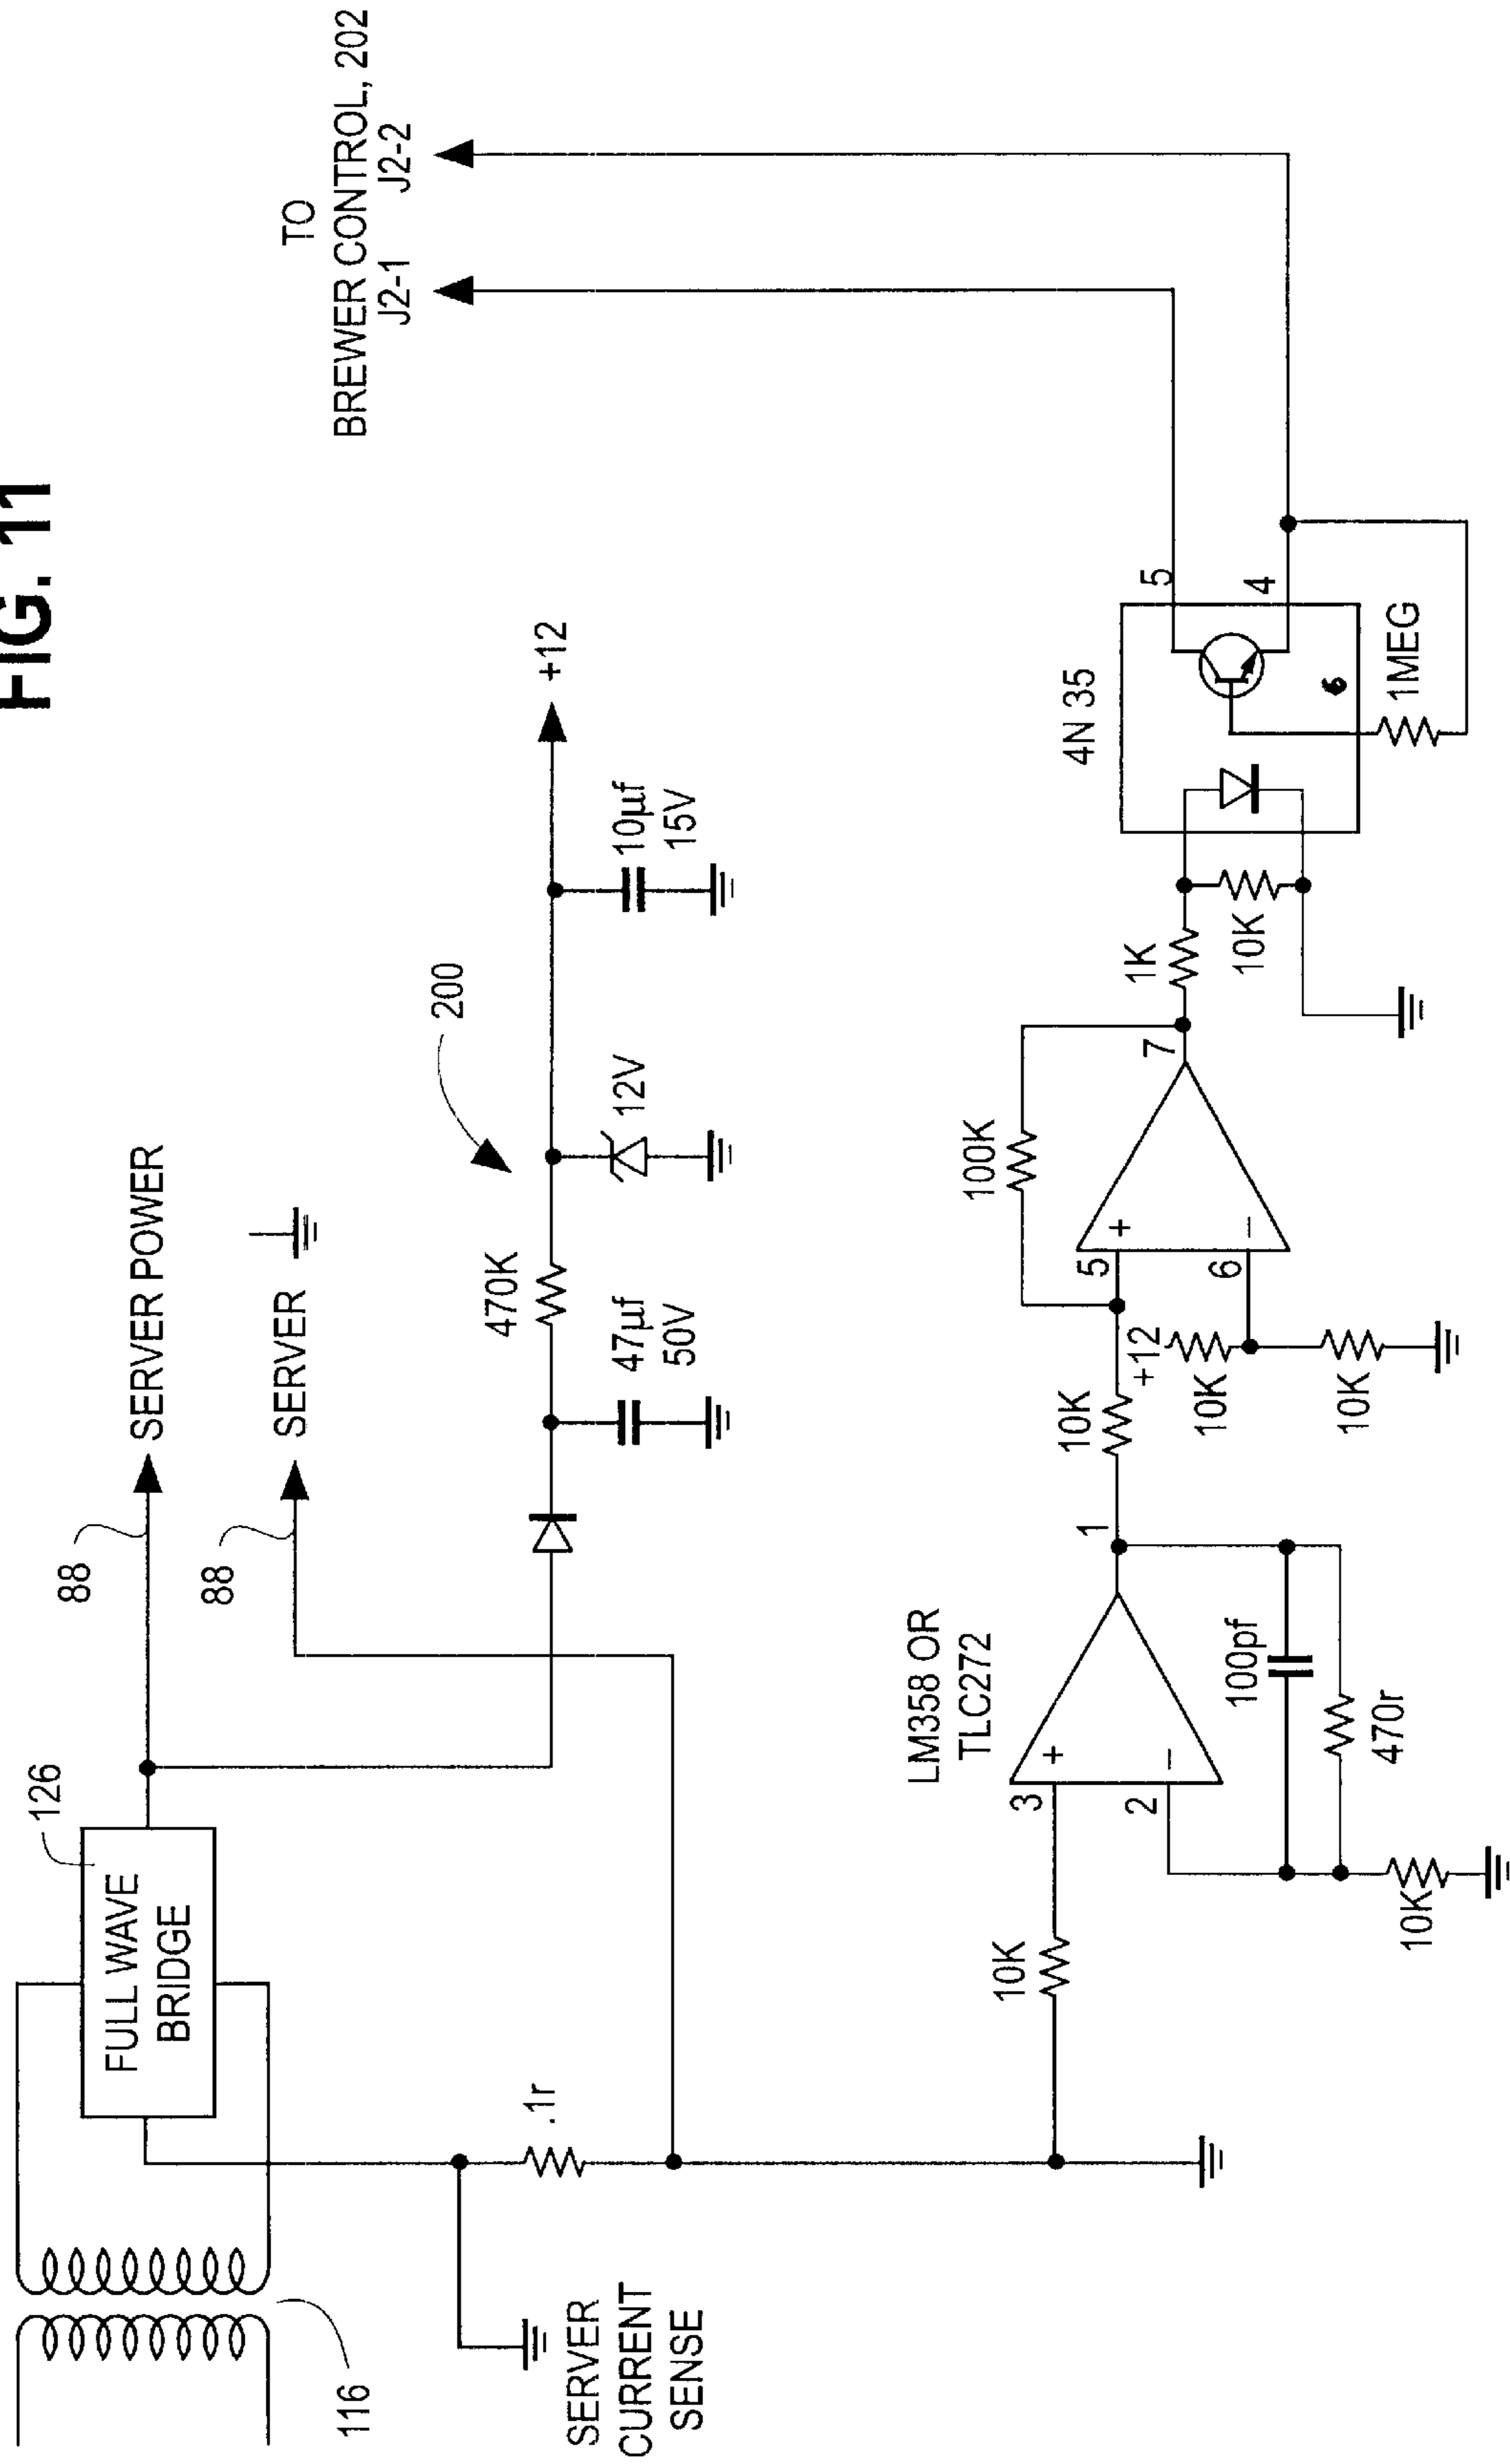 FIG. 11
TO
BREWER CONTROL, 202
J2-1 J2-2
88
SERVER POWER
88
SERVER
126
FULL WAVE
BRIDGE
116
200
+12
470K
12V
47µf
50V
10µf
15V
.1r
SERVER
CURRENT
SENSE
LM358 OR
TLC272
10K
3
+
2
−
1
100pf
470r
10K
10K
+12
10K
10K
100K
5
+
6
−
7
1K
10K
4N 35
5
4
6
1MEG